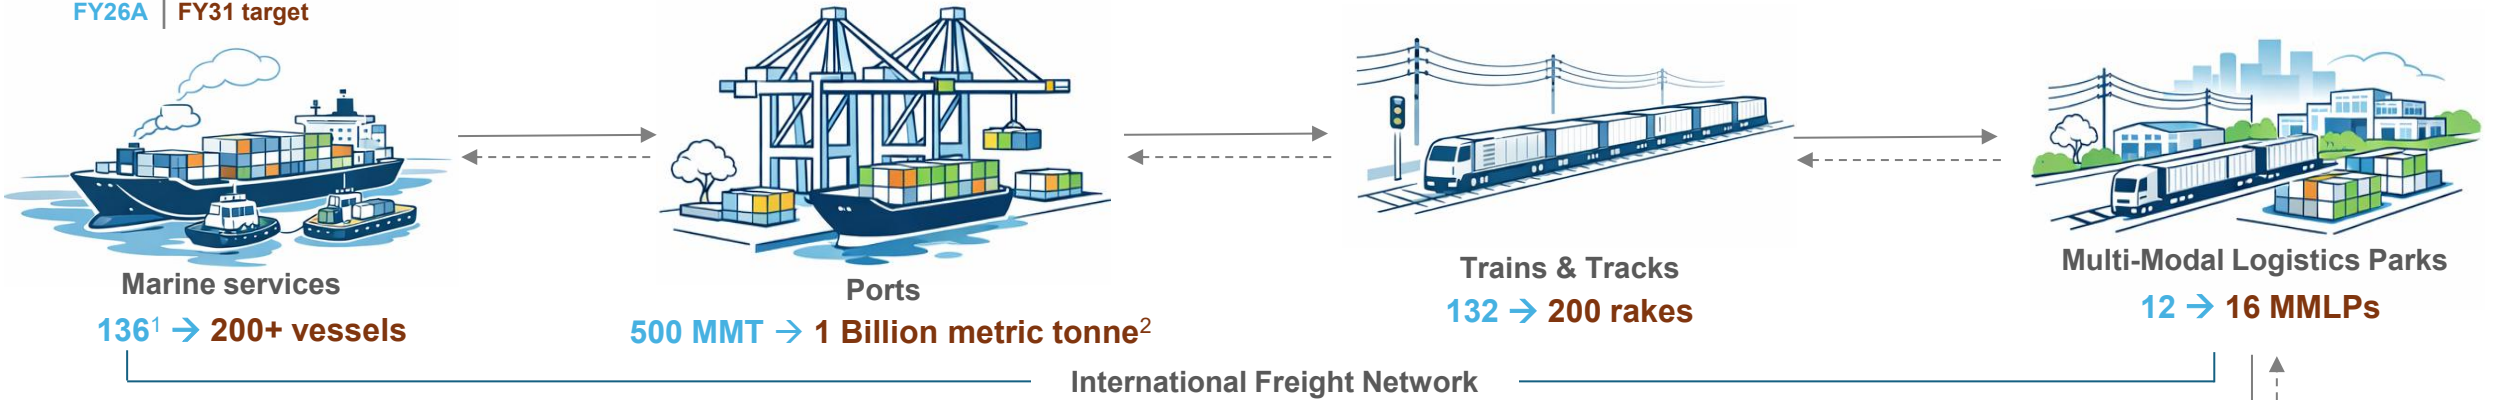 FY26A | FY31 target
Marine services
136¹ → 200+ vessels
Ports
500 MMT → 1 Billion metric tonne²
Trains & Tracks
132 → 200 rakes
Multi-Modal Logistics Parks
12 → 16 MMLPs
International Freight Network